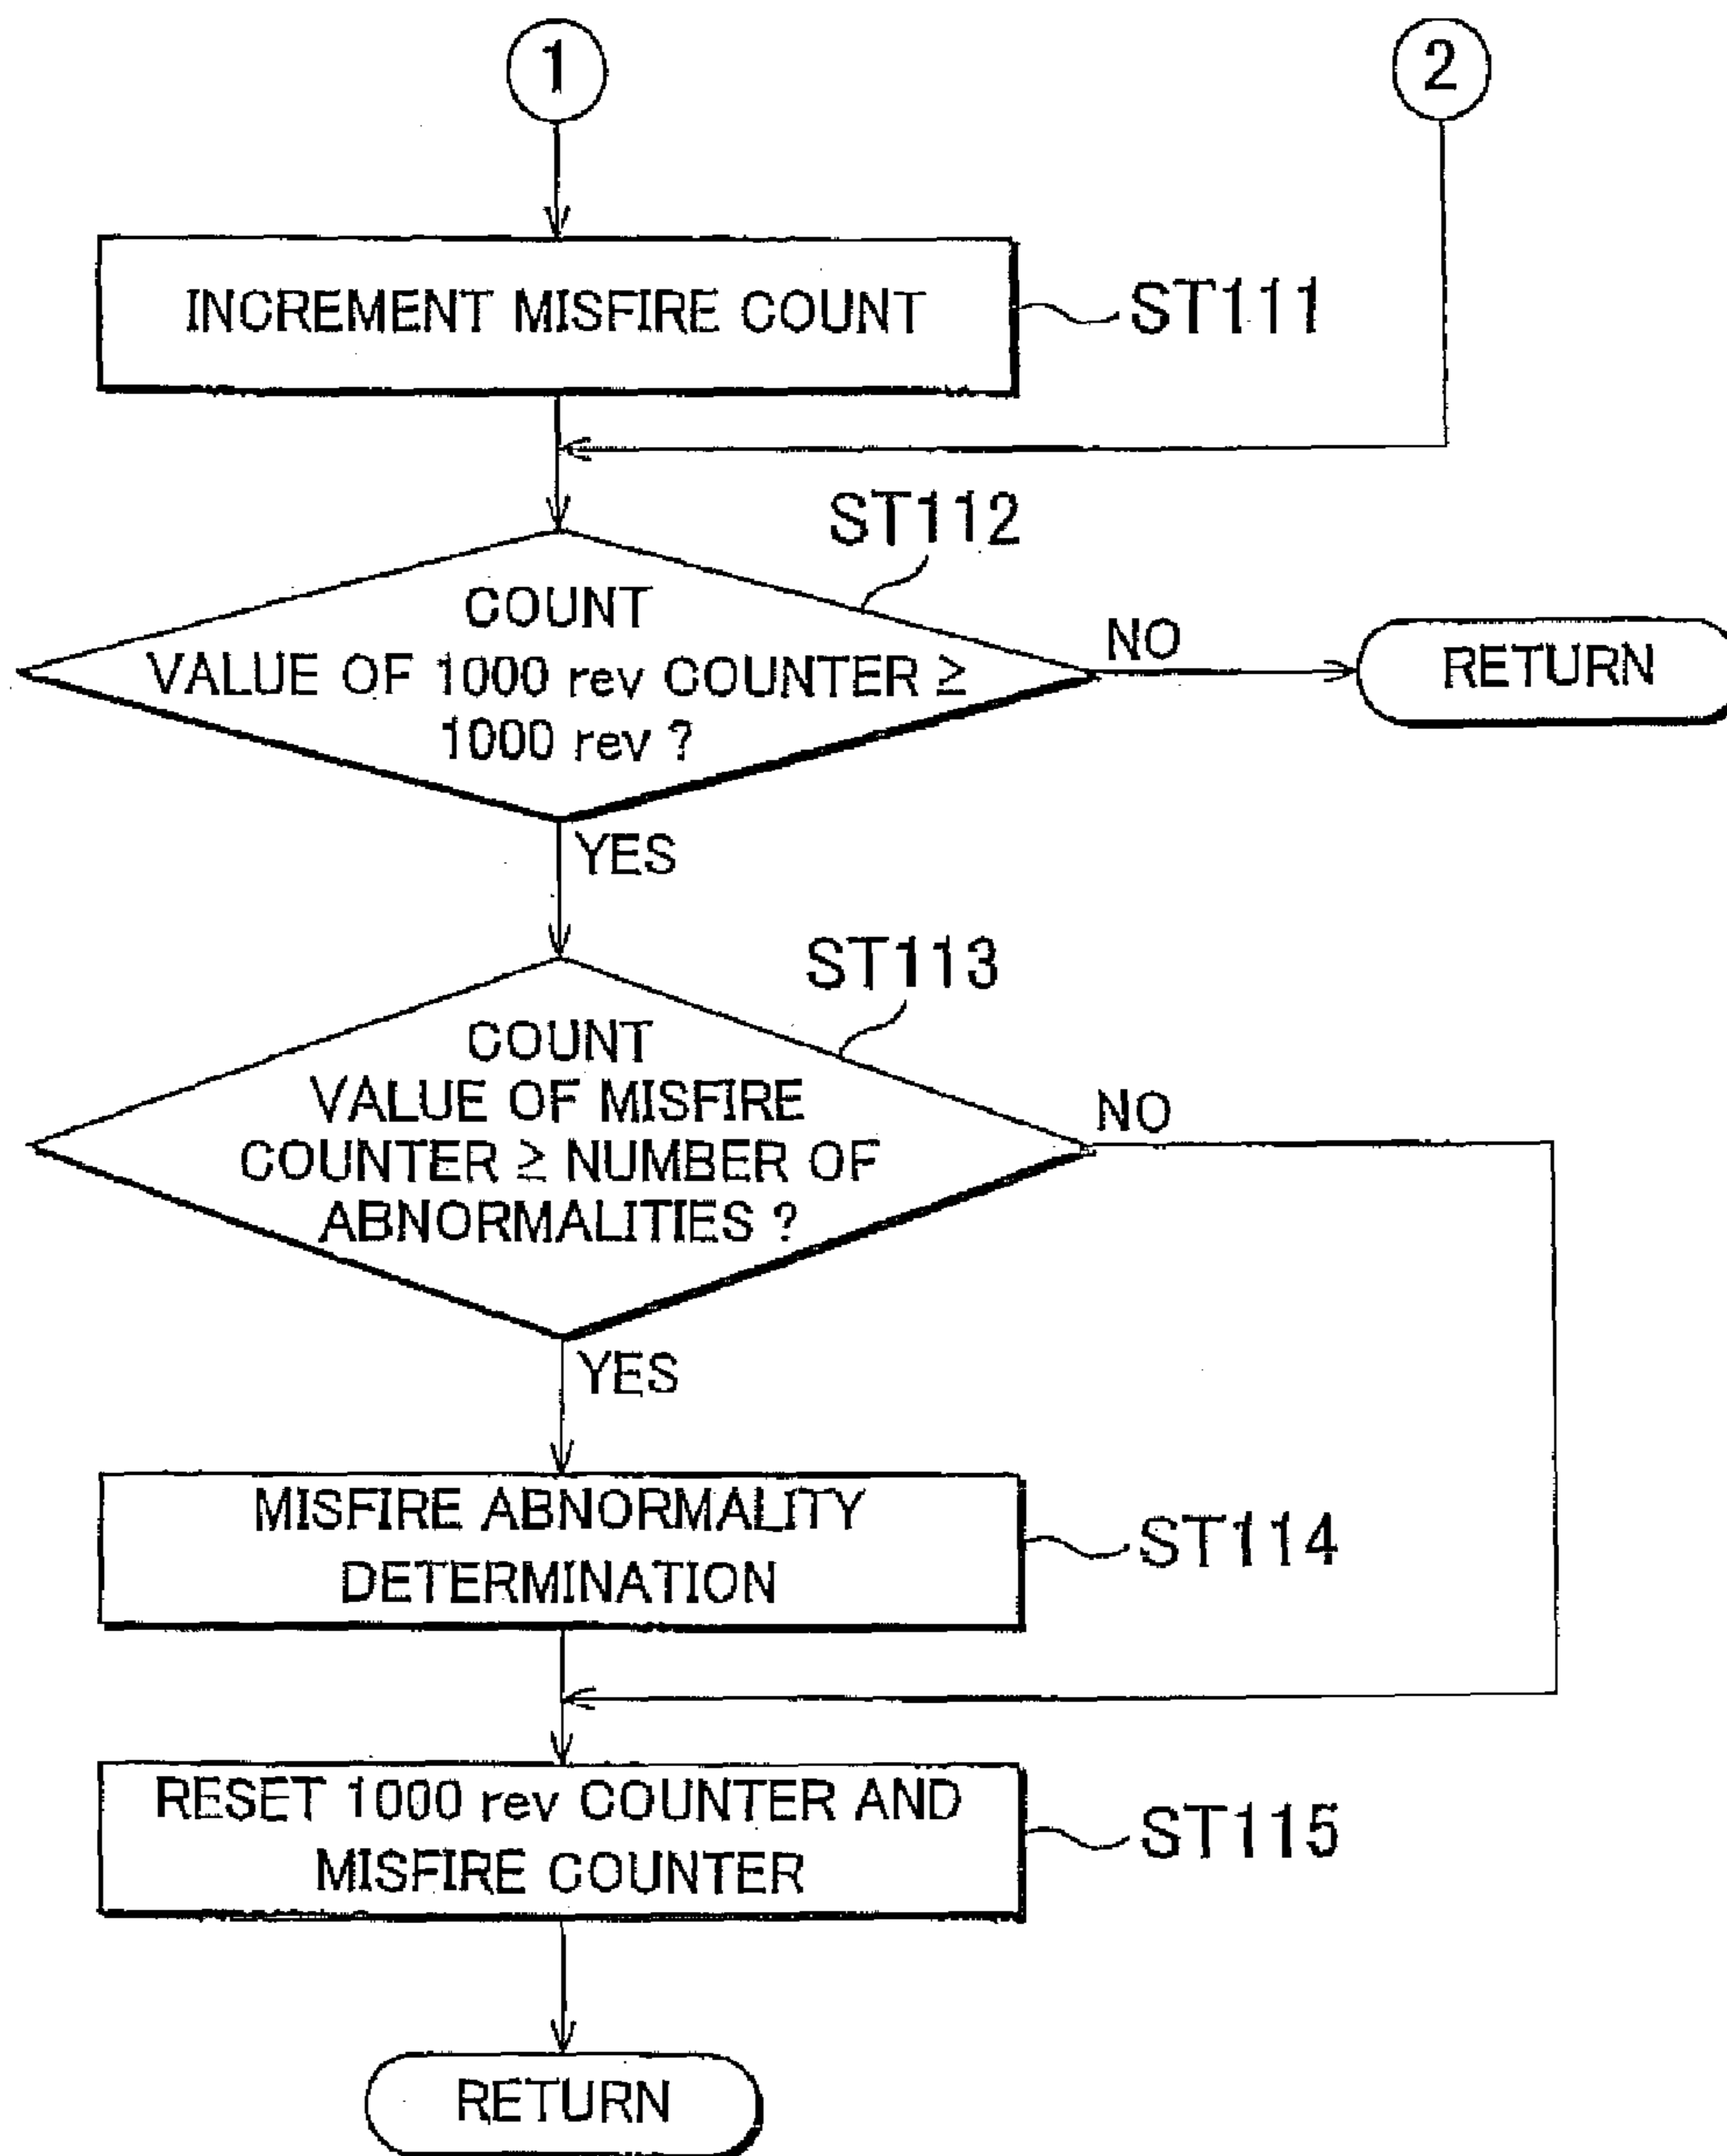 1
2
INCREMENT MISFIRE COUNT
ST111
ST112
COUNT
VALUE OF 1000 rev COUNTER ≥
1000 rev ?
NO
RETURN
YES
ST113
COUNT
VALUE OF MISFIRE
COUNTER ≥ NUMBER OF
ABNORMALITIES ?
NO
YES
MISFIRE ABNORMALITY
DETERMINATION
ST114
RESET 1000 rev COUNTER AND
MISFIRE COUNTER
ST115
RETURN